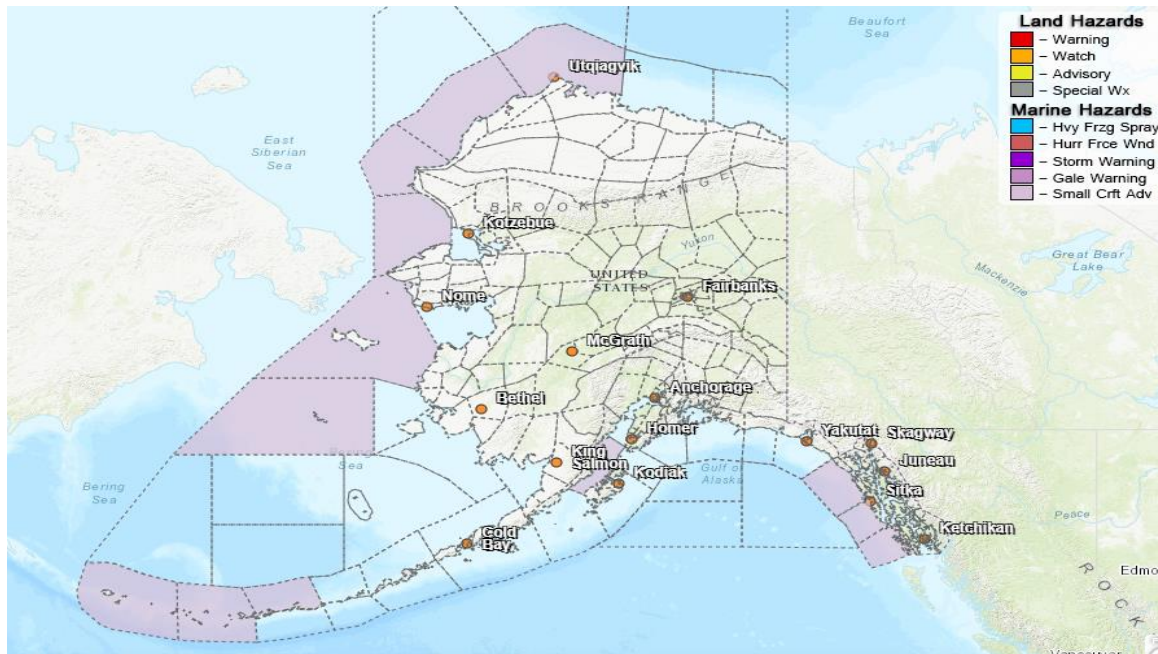 Beaufort
Sea
Land Hazards
– Warning
– Watch
– Advisory
– Special Wx
Marine Hazards
– Hvy Frzg Spray
– Hurr Frce Wnd
– Storm Warning
– Gale Warning
– Small Crft Adv
Utqiagvik
East
Siberian
Sea
BROOKS RANGE
Kotzebue
Yukon
Great Bear
Lake
Mackenzie
UNITED
STATES
Fairbanks
Nome
McGrath
Anchorage
Bethel
Homer
Yakutat
Skagway
King
Salmon
Sea
Kodiak
Gulf of
Alaska
Juneau
Bering
Sea
Sitka
Peace
Ketchikan
Cold
Bay
Edmo
ROCK
Vancouver